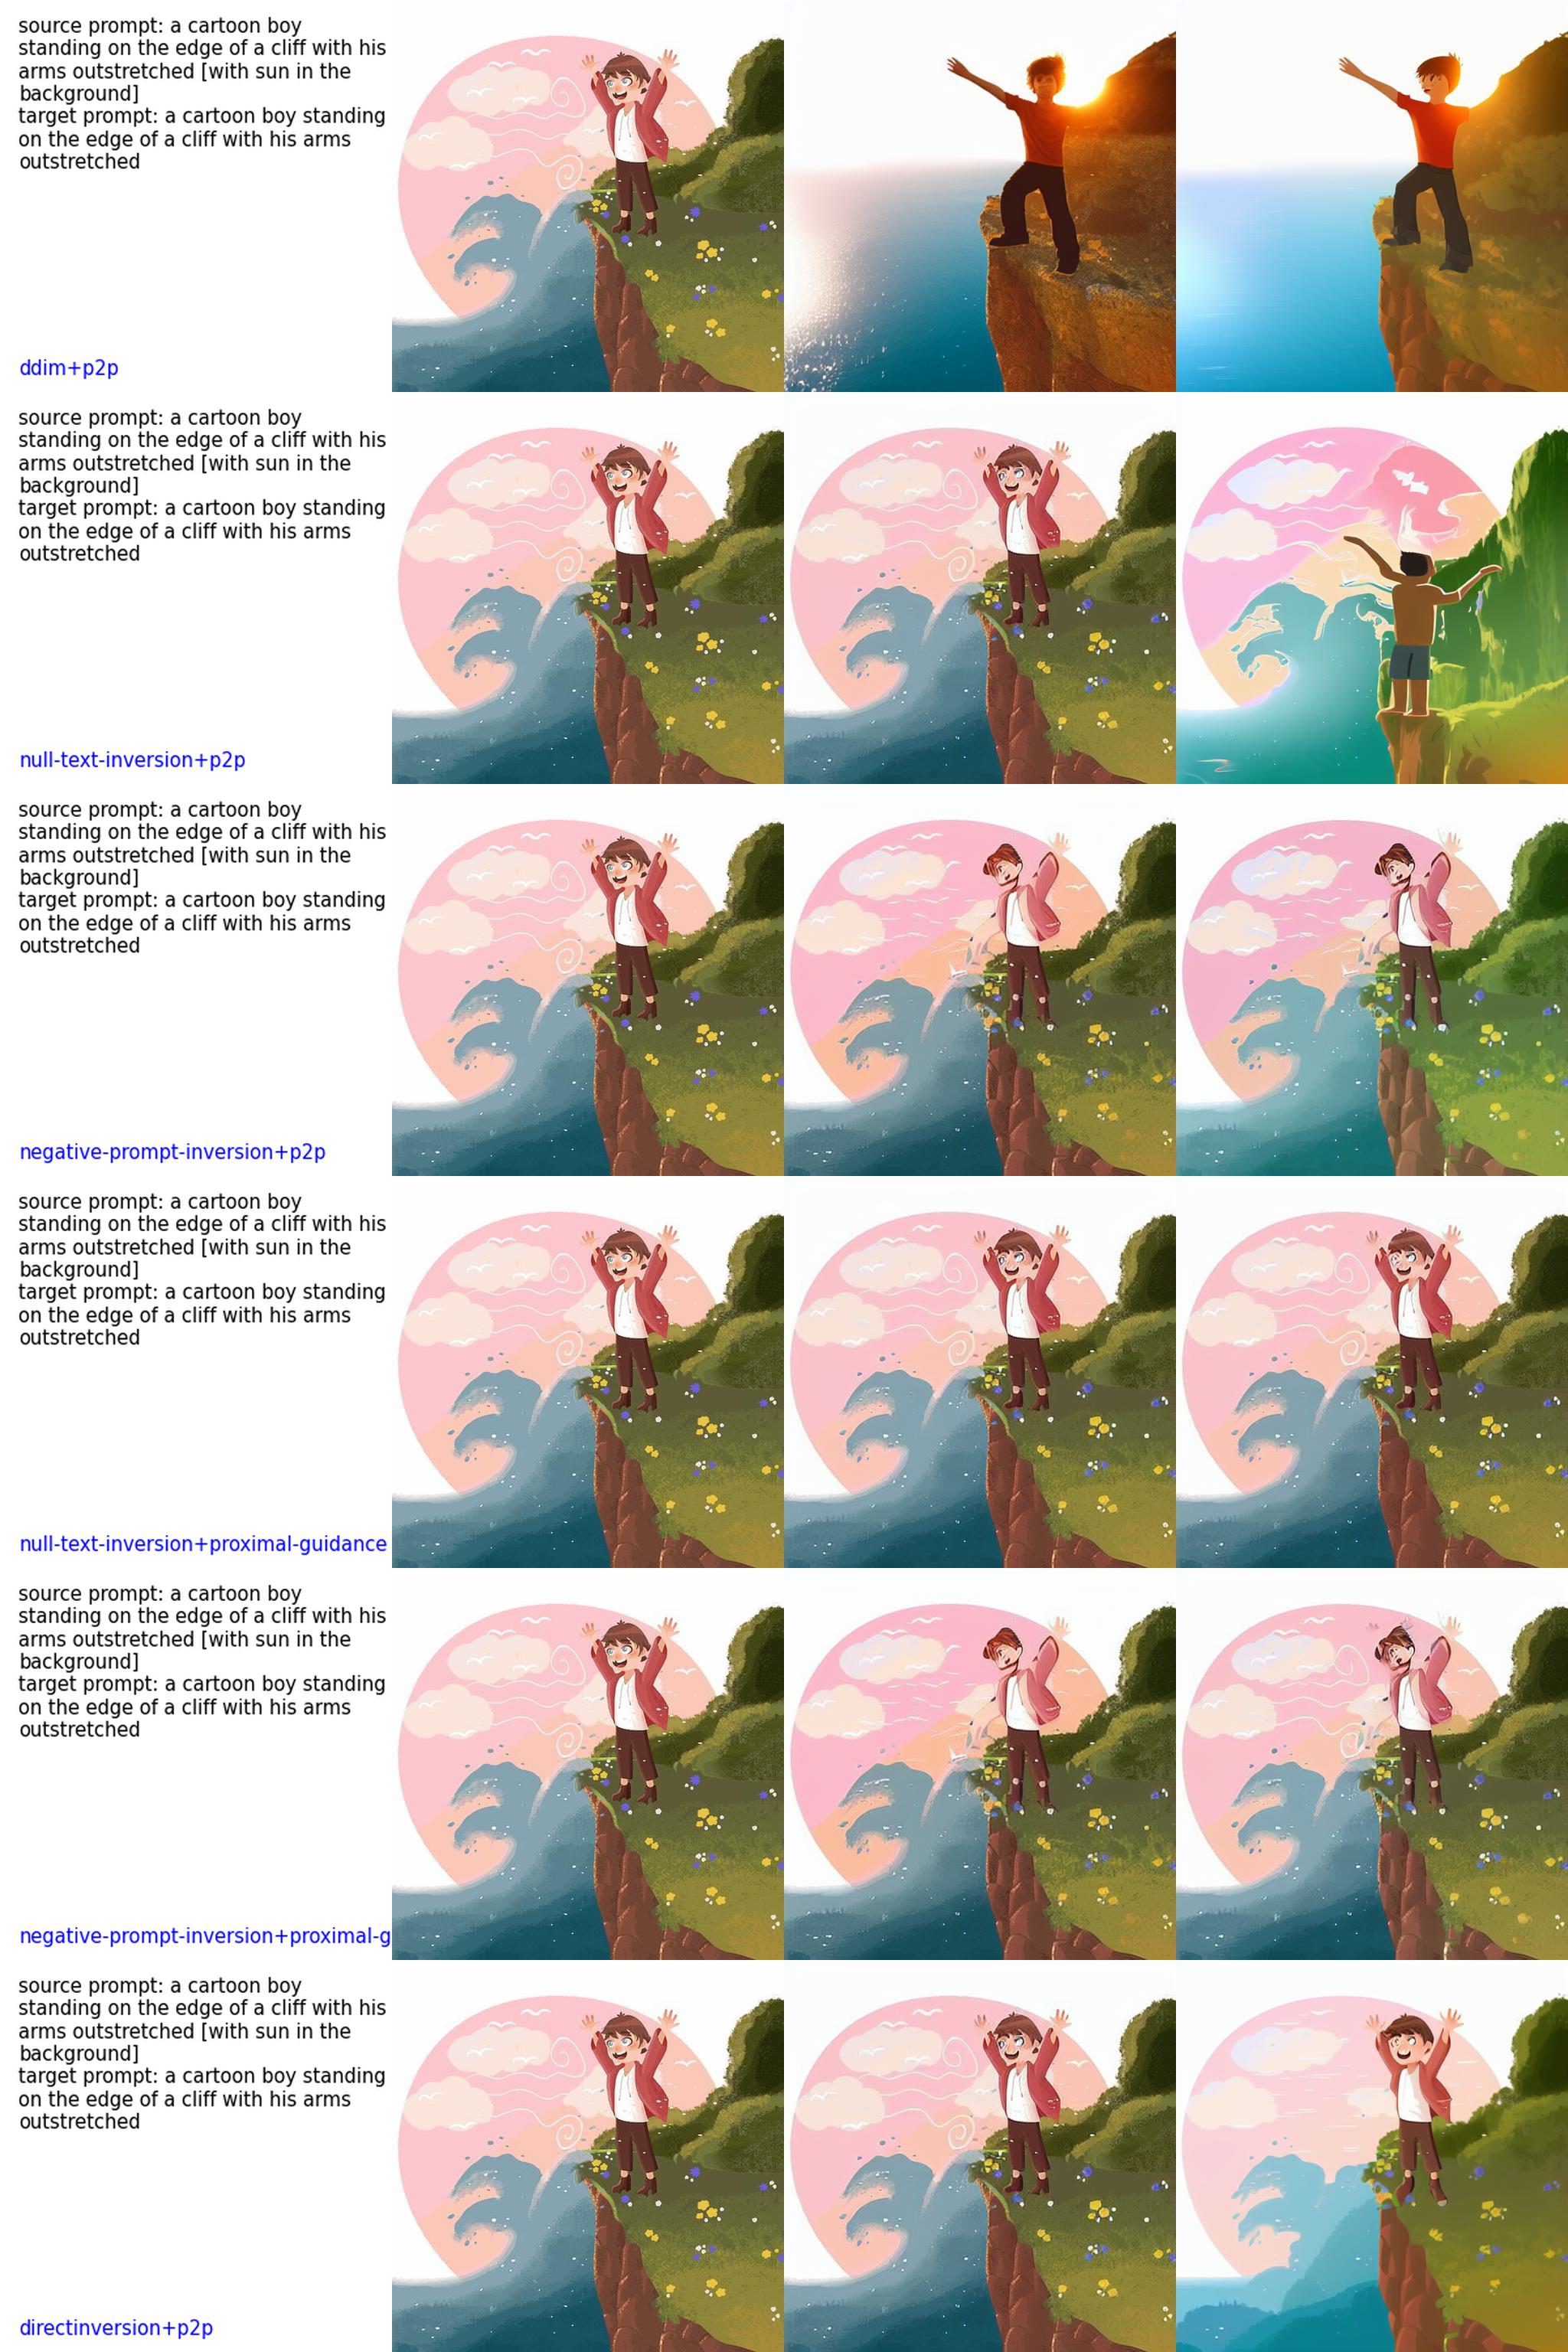 source prompt: a cartoon boy
standing on the edge of a cliff with his
arms outstretched [with sun in the
background]
target prompt: a cartoon boy standing
on the edge of a cliff with his arms
outstretched
ddim+p2p
source prompt: a cartoon boy
standing on the edge of a cliff with his
arms outstretched [with sun in the
background]
target prompt: a cartoon boy standing
on the edge of a cliff with his arms
outstretched
null-text-inversion+p2p
source prompt: a cartoon boy
standing on the edge of a cliff with his
arms outstretched [with sun in the
background]
target prompt: a cartoon boy standing
on the edge of a cliff with his arms
outstretched
negative-prompt-inversion+p2p
source prompt: a cartoon boy
standing on the edge of a cliff with his
arms outstretched [with sun in the
background]
target prompt: a cartoon boy standing
on the edge of a cliff with his arms
outstretched
null-text-inversion+proximal-guidance
source prompt: a cartoon boy
standing on the edge of a cliff with his
arms outstretched [with sun in the
background]
target prompt: a cartoon boy standing
on the edge of a cliff with his arms
outstretched
negative-prompt-inversion+proximal-g
source prompt: a cartoon boy
standing on the edge of a cliff with his
arms outstretched [with sun in the
background]
target prompt: a cartoon boy standing
on the edge of a cliff with his arms
outstretched
directinversion+p2p